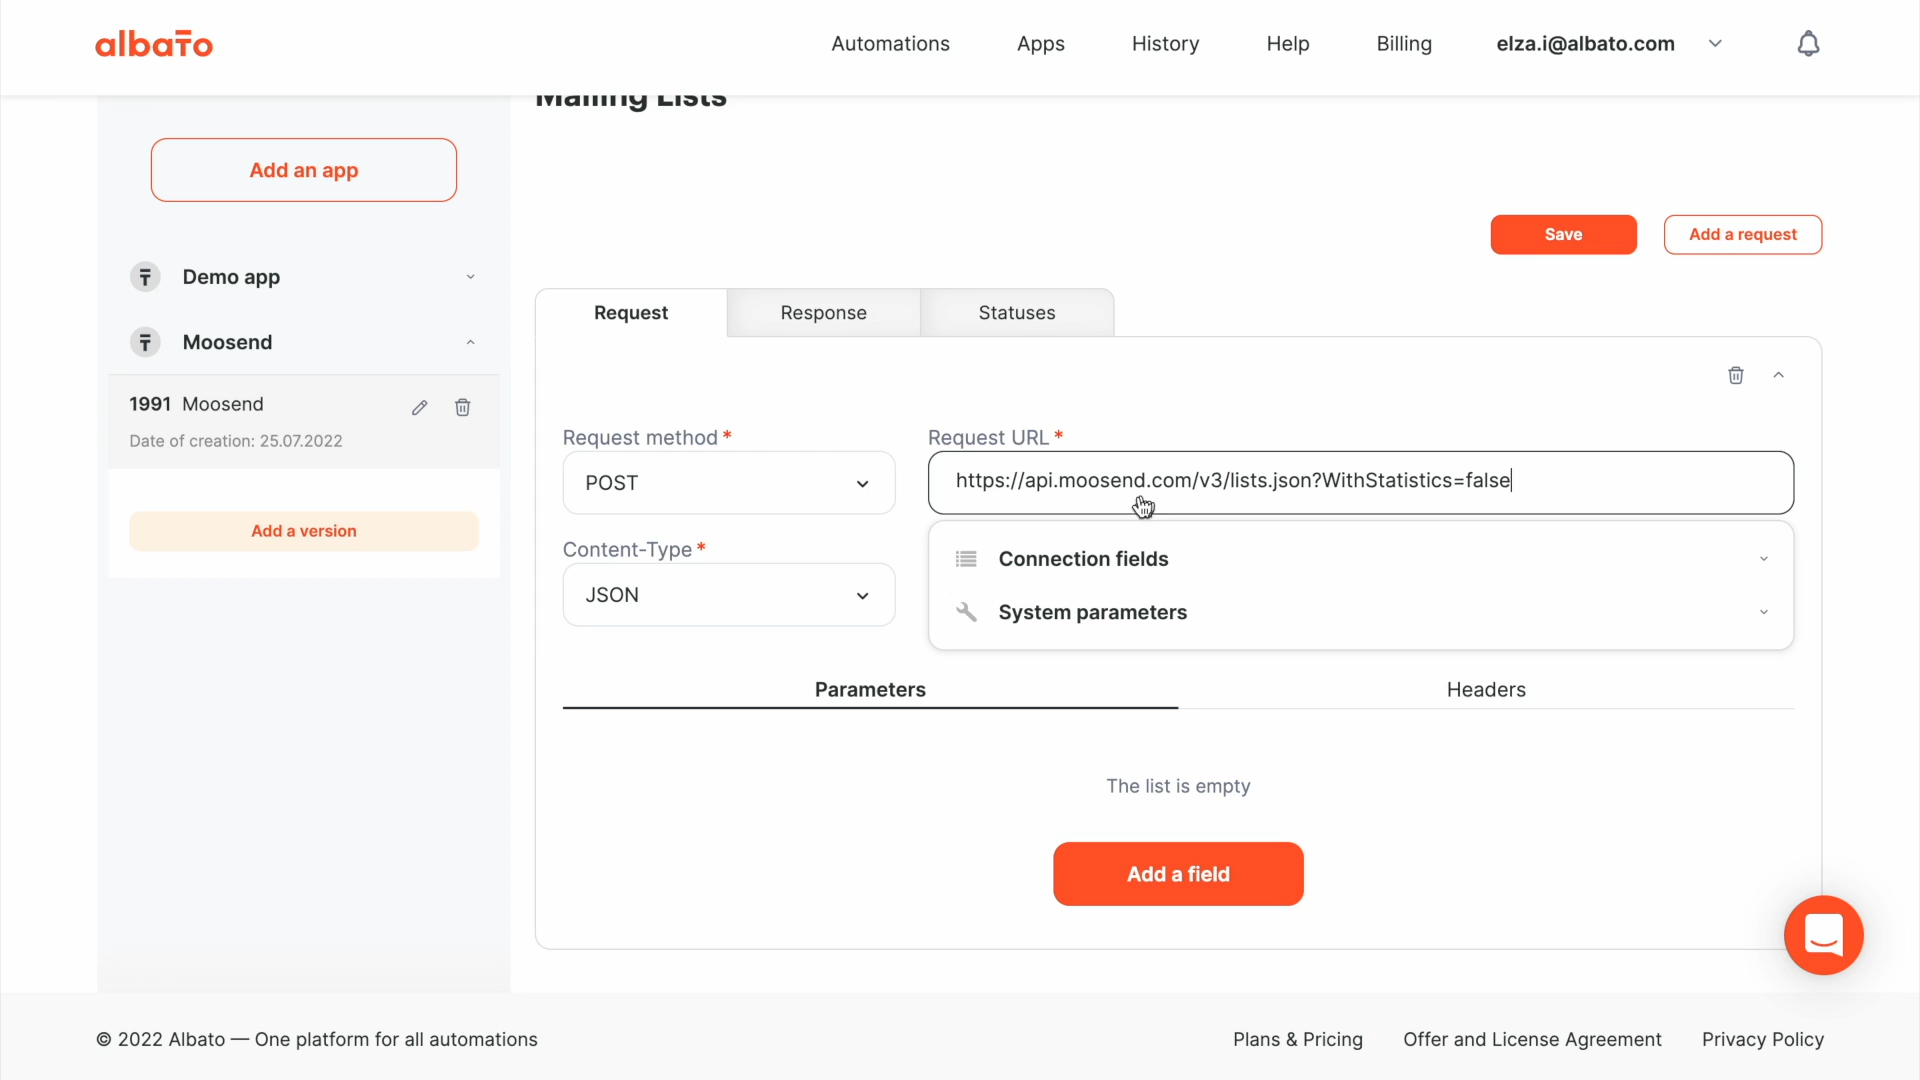 albato
Automations
Apps
History
Help
Billing
elza.i@albato.com
Mailing Lists
Add an app
Save
Add a request
Demo app
Moosend
1991 Moosend
Date of creation: 25.07.2022
Add a version
Request
Response
Statuses
Request method *
POST
Request URL *
https://api.moosend.com/v3/lists.json?WithStatistics=false
Content-Type *
JSON
Connection fields
System parameters
Parameters
Headers
The list is empty
Add a field
© 2022 Albato — One platform for all automations
Plans & Pricing
Offer and License Agreement
Privacy Policy